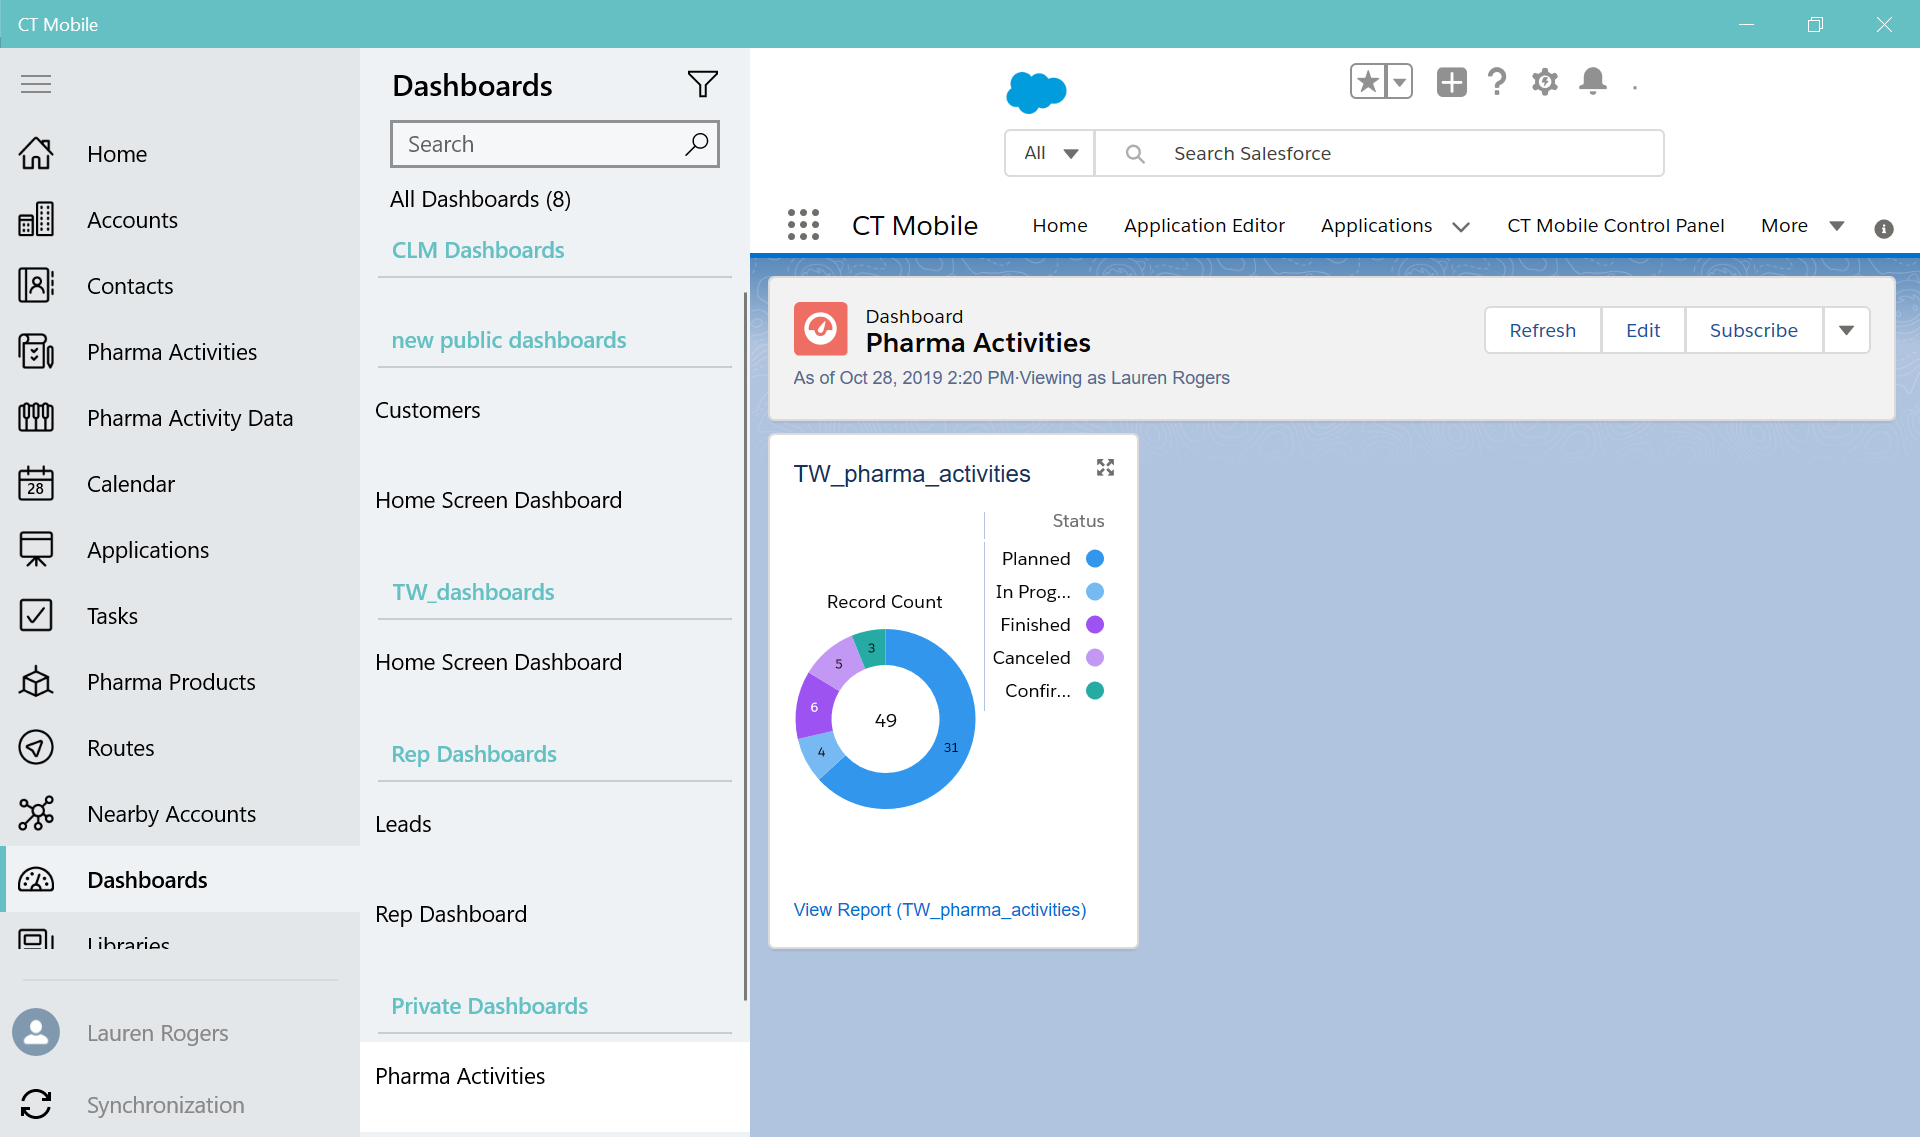 CT Mobile
Home
Accounts
Contacts
Pharma Activities
Pharma Activity Data
28
Calendar
Applications
Tasks
Pharma Products
Routes
Nearby Accounts
Dashboards
Libraries
Lauren Rogers
Synchronization
Dashboards
Search
All Dashboards (8)
CLM Dashboards
new public dashboards
Customers
Home Screen Dashboard
TW_dashboards
Home Screen Dashboard
Rep Dashboards
Leads
Rep Dashboard
Private Dashboards
Pharma Activities
All
Search Salesforce
CT Mobile
Home
Application Editor
Applications
CT Mobile Control Panel
More
Dashboard
Pharma Activities
As of Oct 28, 2019 2:20 PM·Viewing as Lauren Rogers
Refresh
Edit
Subscribe
TW_pharma_activities
Status
Planned
In Prog...
Finished
Canceled
Confir...
Record Count
3
5
6
4
31
49
View Report (TW_pharma_activities)